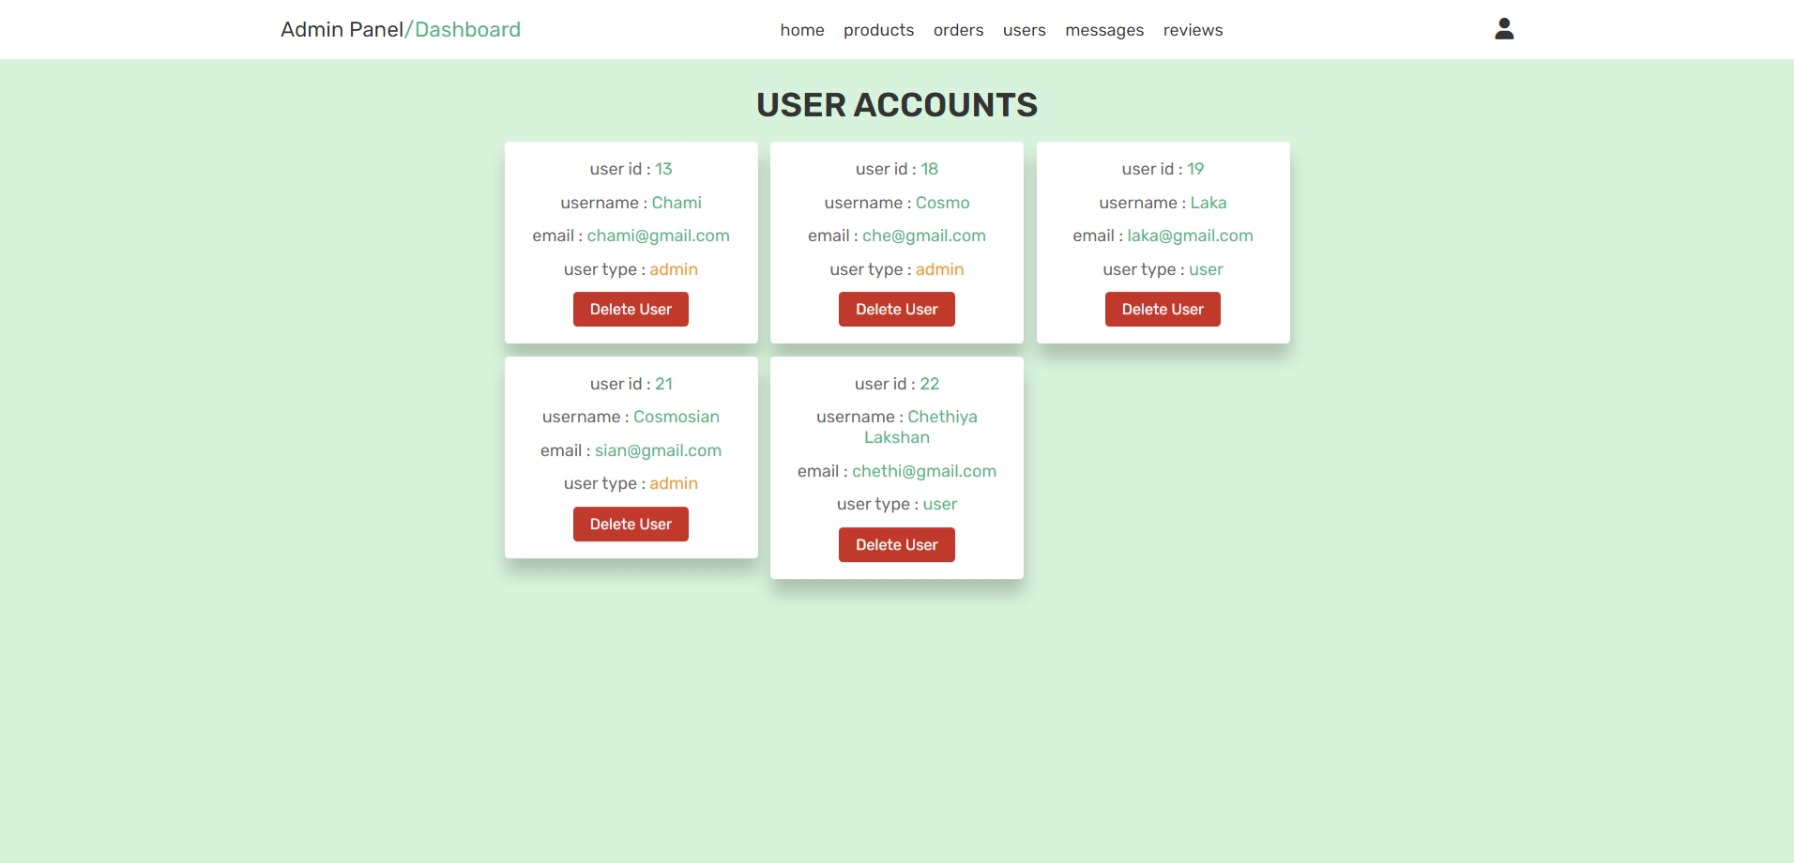 Admin Panel/Dashboard
home products orders users messages reviews
USER ACCOUNTS
user id : 13
username : Chami
email : chami@gmail.com
user type : admin
Delete User
user id : 18
username : Cosmo
email : che@gmail.com
user type : admin
Delete User
user id : 19
username : Laka
email : laka@gmail.com
user type : user
Delete User
user id : 21
username : Cosmosian
email : sian@gmail.com
user type : admin
Delete User
user id : 22
username : Chethiya
Lakshan
email : chethi@gmail.com
user type : user
Delete User